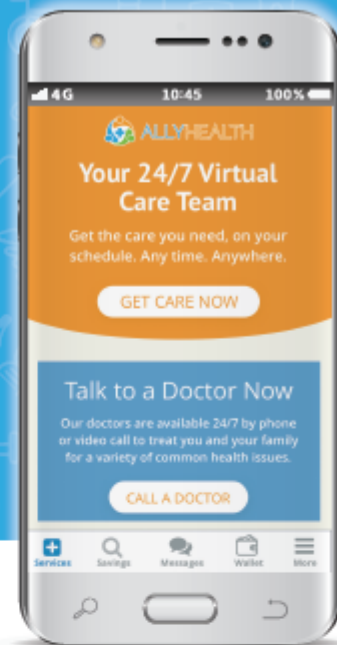 4G 10:45 100%
ALLYHEALTH
Your 24/7 Virtual
Care Team
Get the care you need, on your
schedule. Any time. Anywhere.
GET CARE NOW
Talk to a Doctor Now
Our doctors are available 24/7 by phone
or video call to treat you and your family
for a variety of common health issues.
CALL A DOCTOR
Services Savings Messages Wallet More